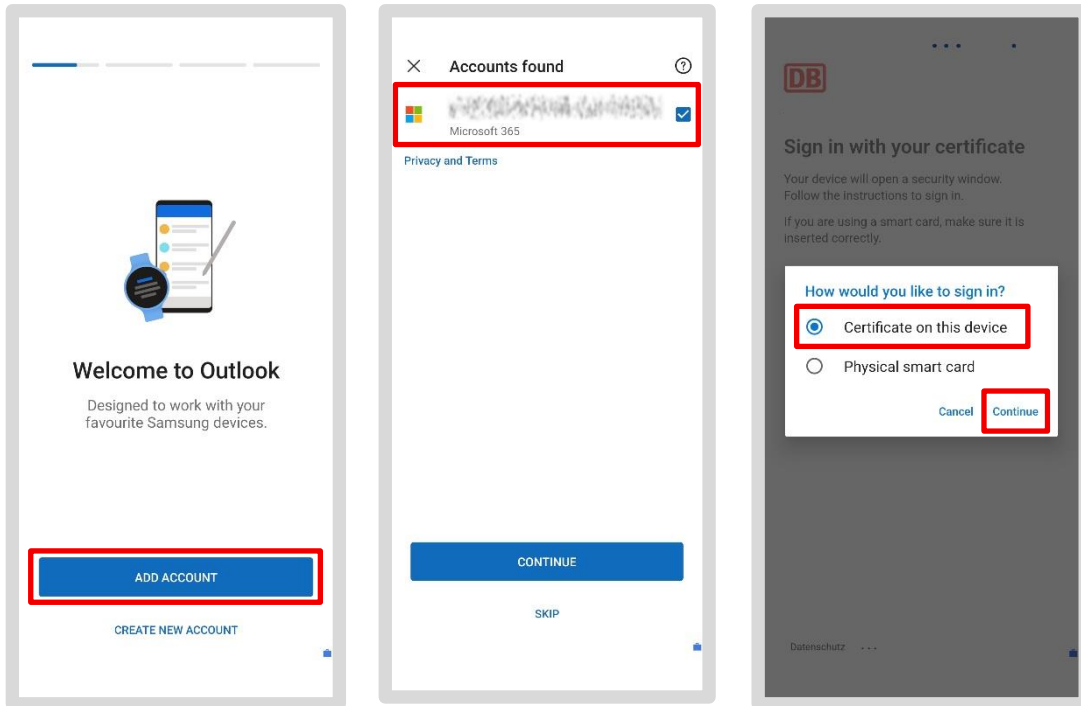 Welcome to Outlook
Designed to work with your
favourite Samsung devices.
ADD ACCOUNT
CREATE NEW ACCOUNT
Accounts found
Microsoft 365
Privacy and Terms
CONTINUE
SKIP
DB
Sign in with your certificate
Your device will open a security window.
Follow the instructions to sign in.
If you are using a smart card, make sure it is
inserted correctly.
How would you like to sign in?
Certificate on this device
Physical smart card
Cancel Continue
Datenschutz ...